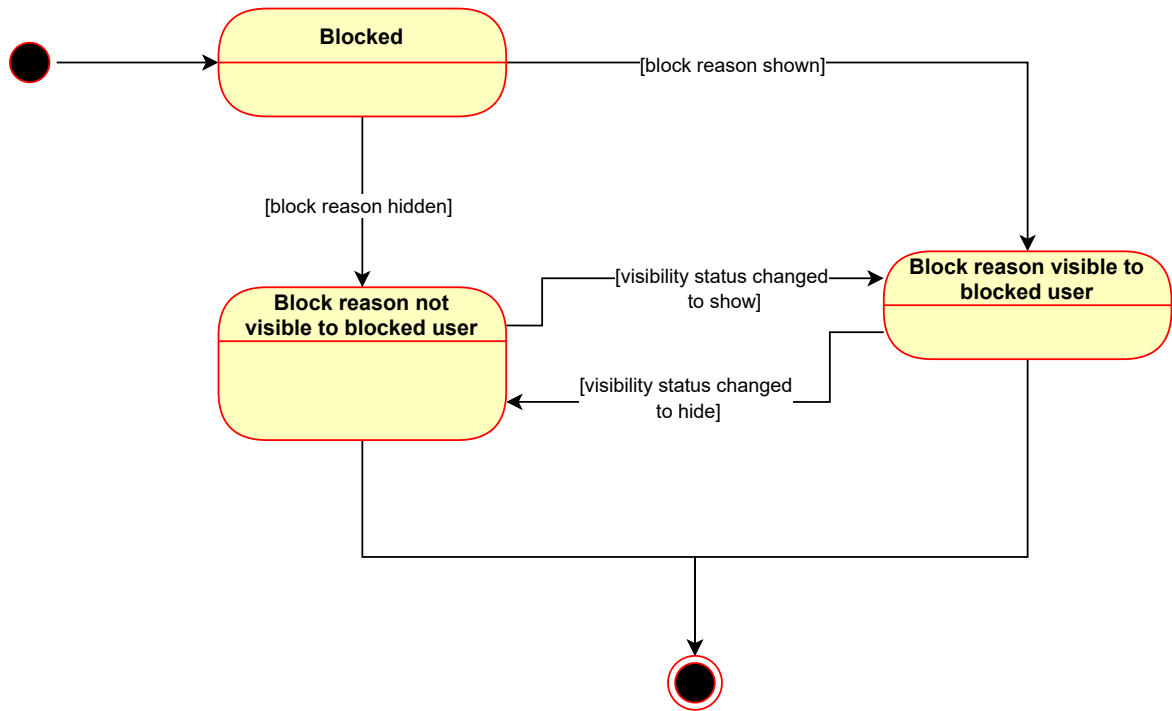 Blocked
[block reason shown]
[block reason hidden]
Block reason visible to
blocked user
[visibility status changed
to show]
Block reason not
visible to blocked user
[visibility status changed
to hide]